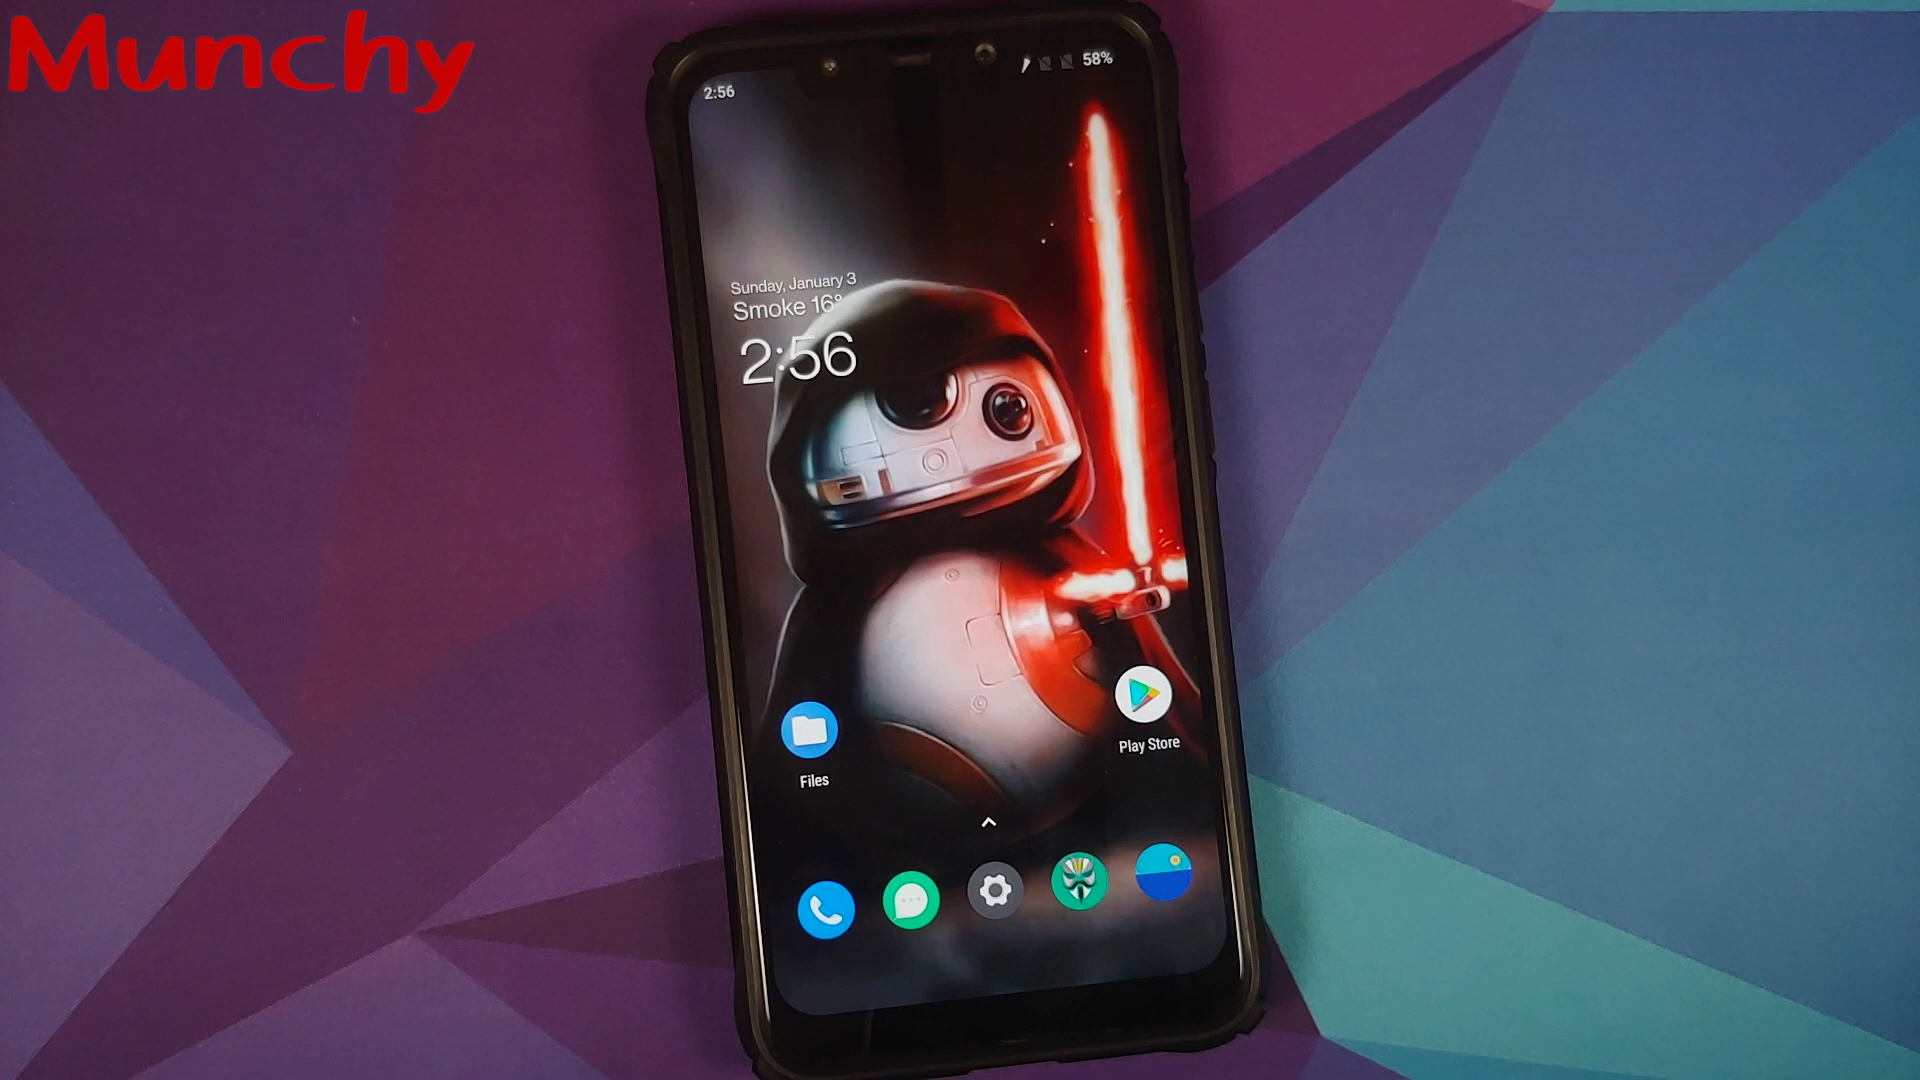 Munchy
58%
2:56
Sunday, January 3
Smoke 16°
2:56
Play Store
Files